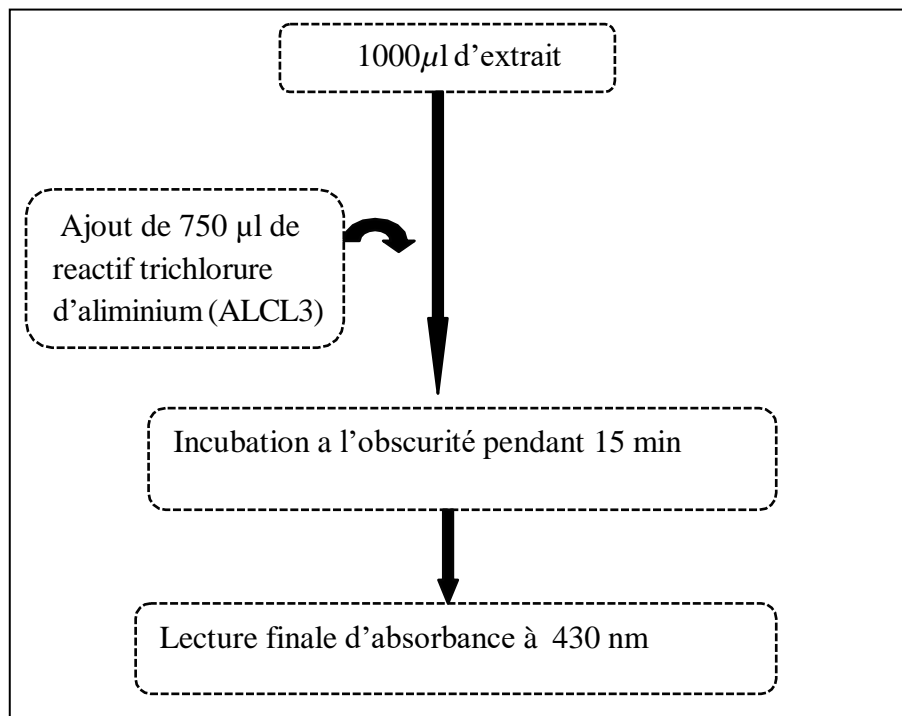 1000µl d’extrait
Ajout de 750 µl de
reactif trichlorure
d’aliminium (ALCL3)
Incubation a l’obscurité pendant 15 min
Lecture finale d’absorbance à 430 nm